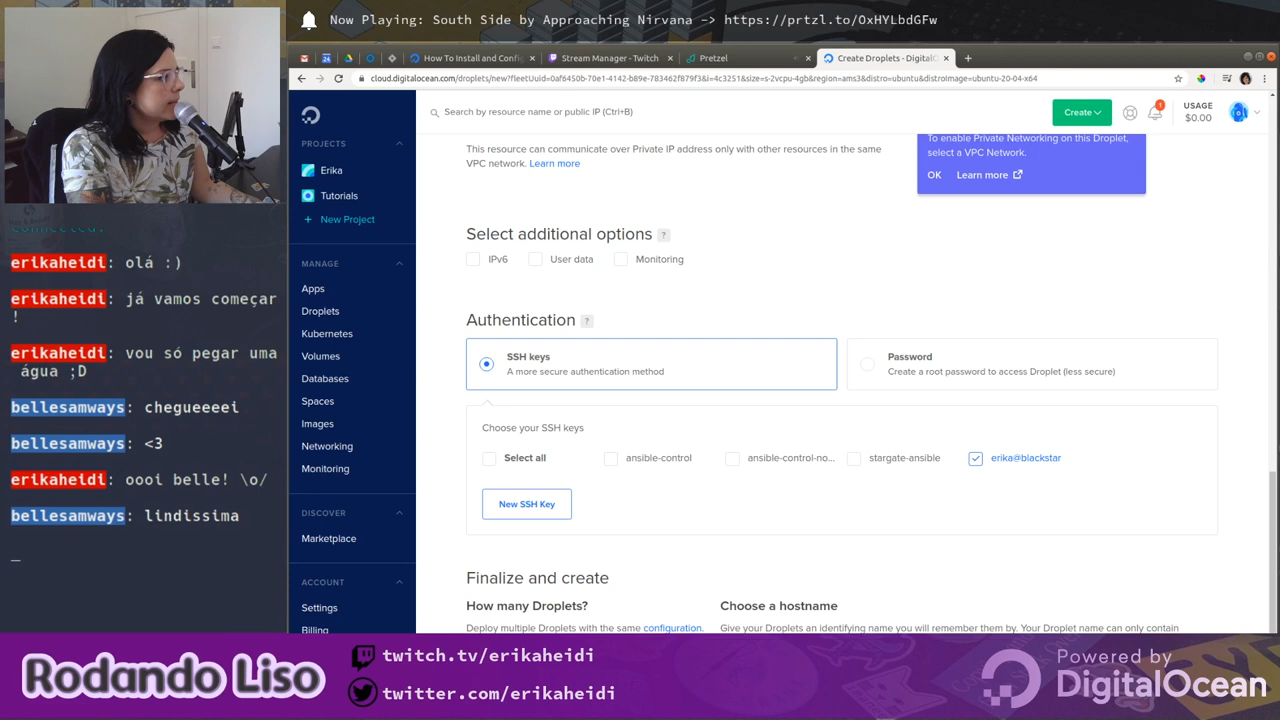 Now Playing: South Side by Approaching Nirvana -> https://prtzl.to/OxHYLbdGFw
How To Install and Config
Stream Manager - Twitch
Pretzel
Create Droplets - DigitalOc
cloud.digitalocean.com/droplets/new?fleetUuid=0af6450b-70e1-4142-b89e-783462f879f3&i=4c3251&size=s-2vcpu-4gb&region=ams3&distro=ubuntu&distroImage=ubuntu-20-04-x64
Search by resource name or public IP (Ctrl+B)
Create
1
USAGE
$0.00
PROJECTS
Erika
Tutorials
+ New Project
MANAGE
Apps
Droplets
Kubernetes
Volumes
Databases
Spaces
Images
Networking
Monitoring
DISCOVER
Marketplace
ACCOUNT
Settings
Billing
This resource can communicate over Private IP address only with other resources in the same
VPC network. Learn more
To enable Private Networking on this Droplet,
select a VPC Network.
OK Learn more
Select additional options ?
IPv6 User data Monitoring
Authentication ?
SSH keys
A more secure authentication method
Password
Create a root password to access Droplet (less secure)
Choose your SSH keys
Select all ansible-control ansible-control-no... stargate-ansible erika@blackstar
New SSH Key
Finalize and create
How many Droplets?
Deploy multiple Droplets with the same configuration.
Choose a hostname
Give your Droplets an identifying name you will remember them by. Your Droplet name can only contain
connected.
erikaheidi: olá :)
erikaheidi: já vamos começar
!
erikaheidi: vou só pegar uma
água ;D
bellesamways: chegueeeei
bellesamways: <3
erikaheidi: oooi belle! \o/
bellesamways: lindissima
_
Rodando Liso
twitch.tv/erikaheidi
twitter.com/erikaheidi
Powered by
DigitalOcean